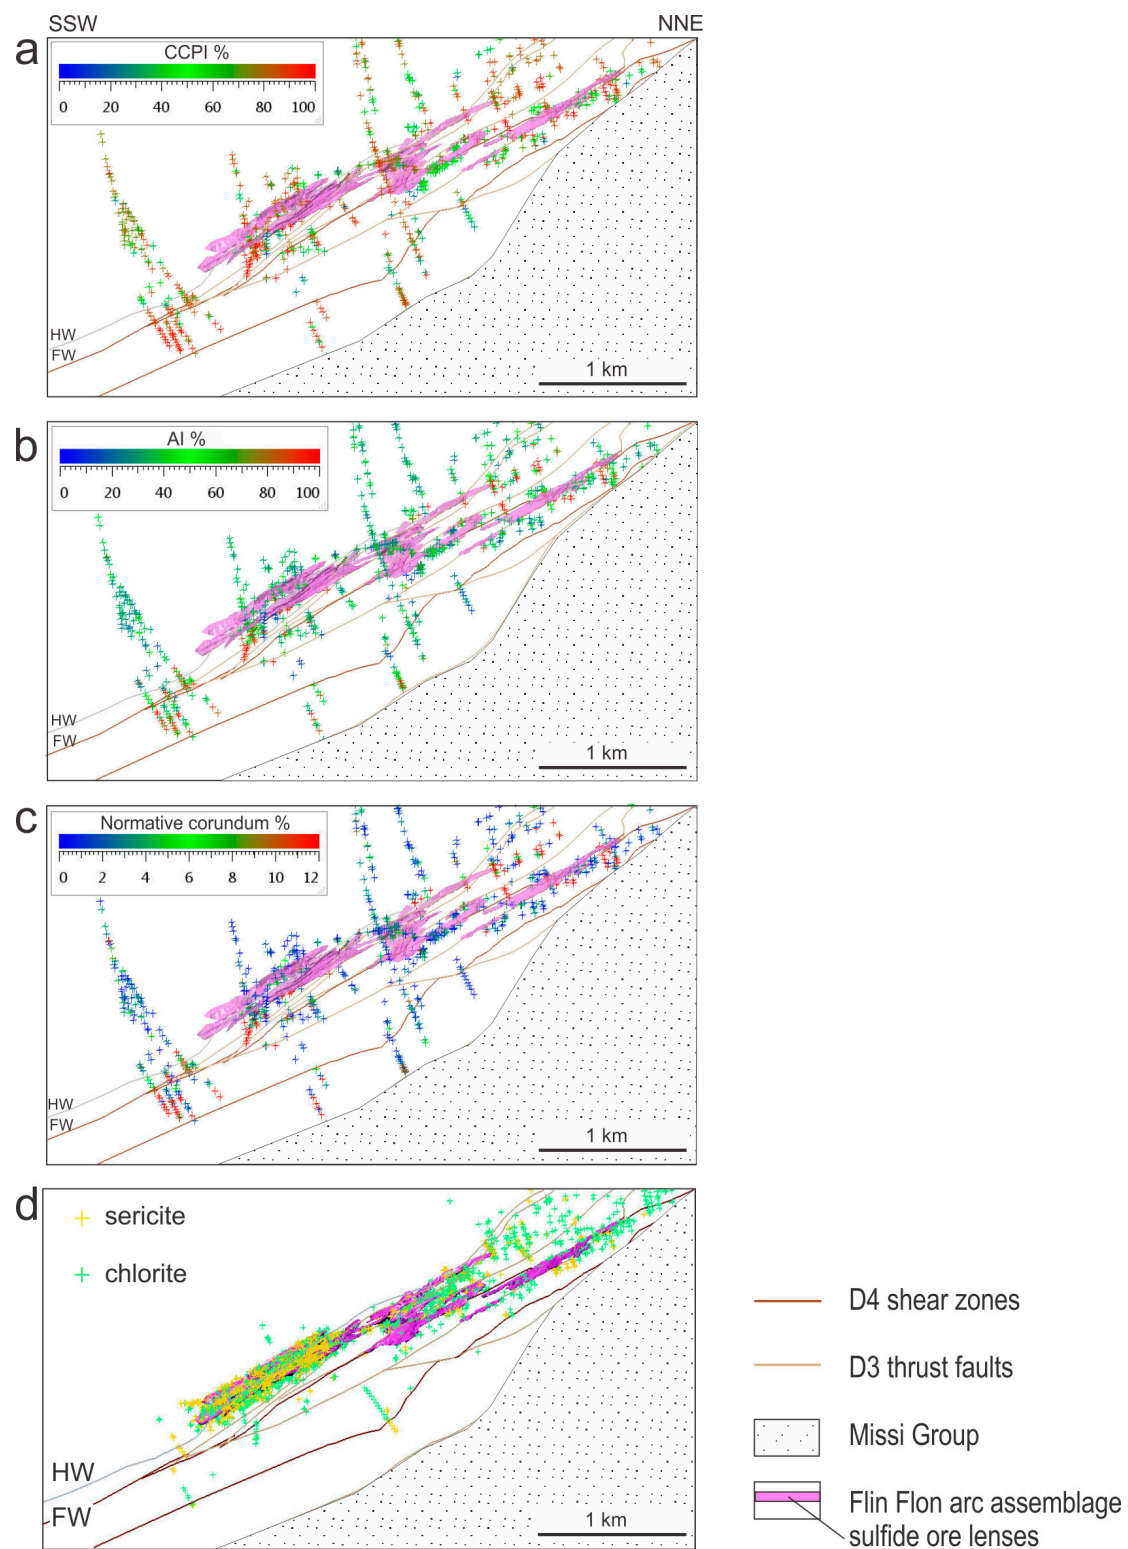 SSW NNE
a
CCPI %
0 20 40 60 80 100
HW
FW
1 km
b
AI %
0 20 40 60 80 100
HW
FW
1 km
c
Normative corundum %
0 2 4 6 8 10 12
HW
FW
1 km
d
sericite
chlorite
HW
FW
1 km
D4 shear zones
D3 thrust faults
Missi Group
Flin Flon arc assemblage
sulfide ore lenses